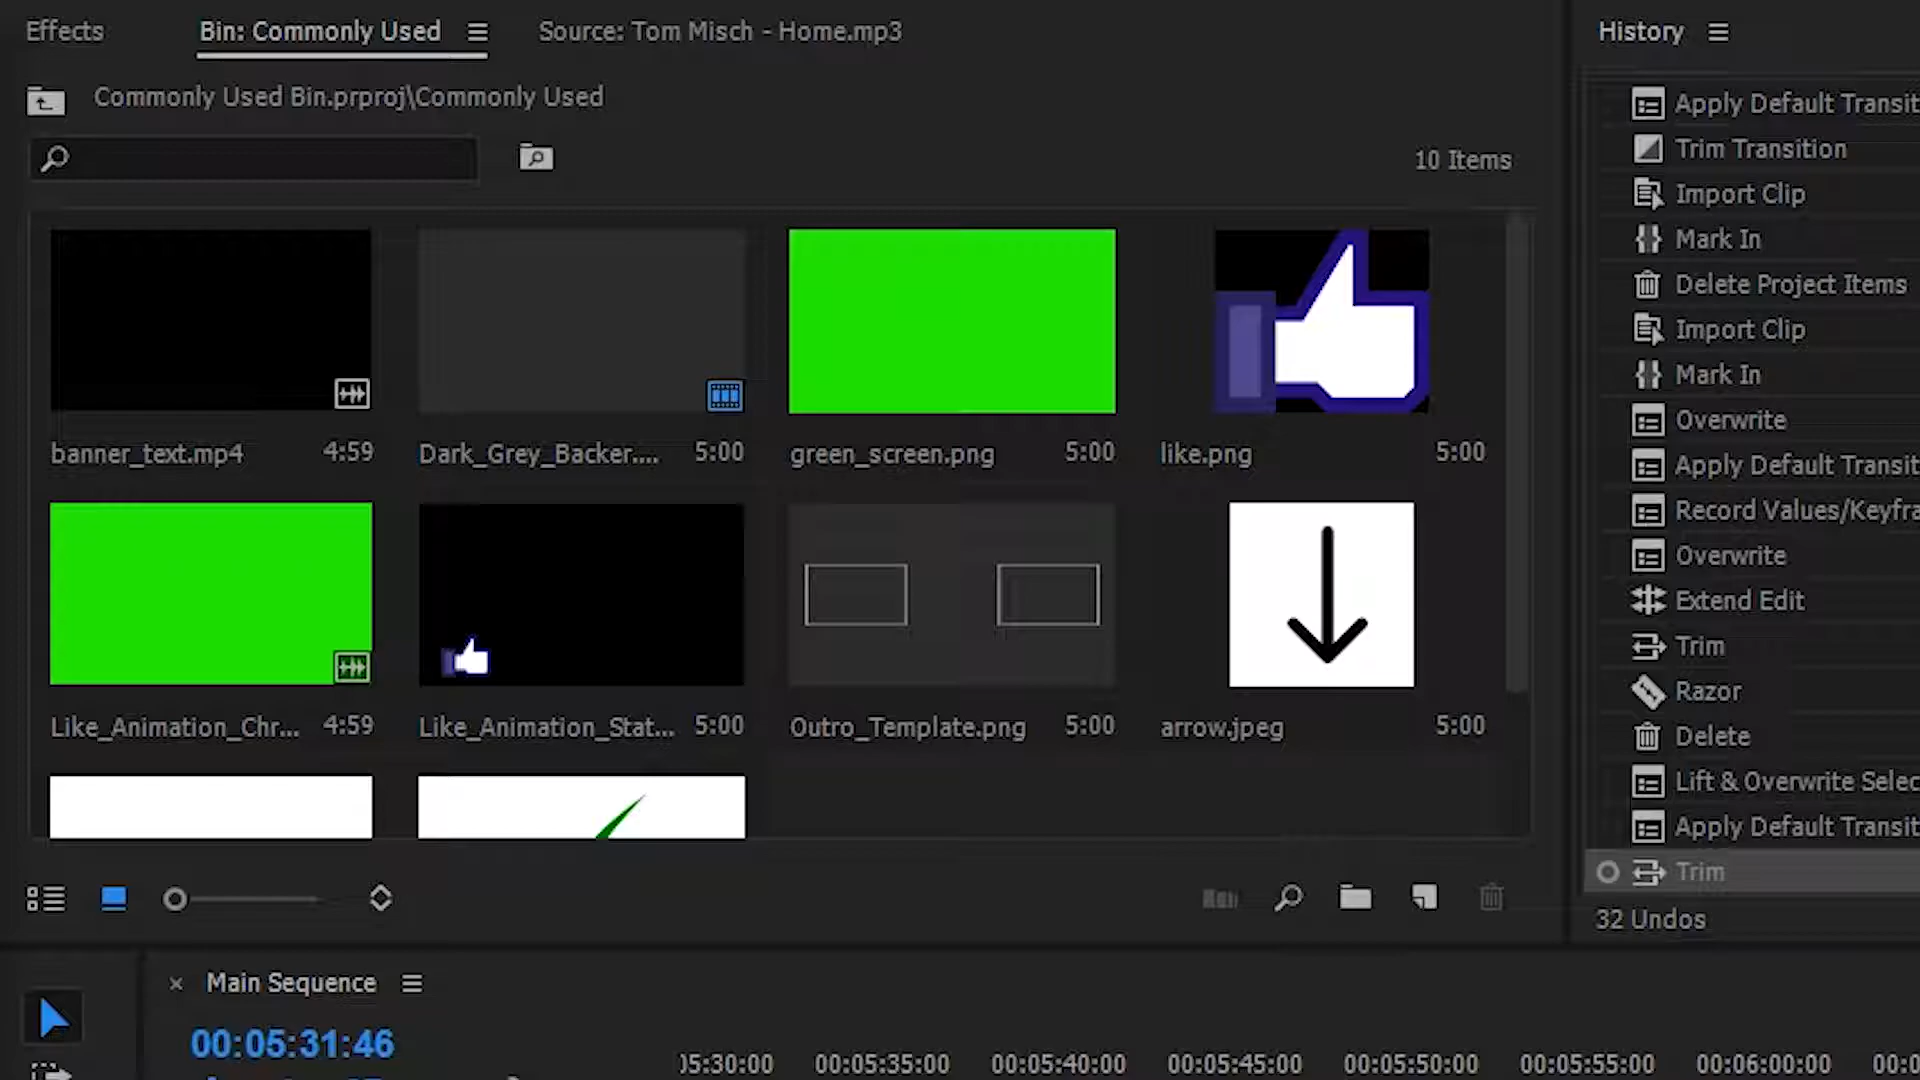 Effects
Bin: Commonly Used
Source: Tom Misch - Home.mp3
Commonly Used Bin.prproj\Commonly Used
10 Items
banner_text.mp4 4:59
Dark_Grey_Backer.... 5:00
green_screen.png 5:00
like.png 5:00
Like_Animation_Chr... 4:59
Like_Animation_Stat... 5:00
Outro_Template.png 5:00
arrow.jpeg 5:00
History
Apply Default Transit
Trim Transition
Import Clip
Mark In
Delete Project Items
Import Clip
Mark In
Overwrite
Apply Default Transit
Record Values/Keyfra
Overwrite
Extend Edit
Trim
Razor
Delete
Lift & Overwrite Selec
Apply Default Transit
Trim
32 Undos
Main Sequence
00:05:31:46
05:30:00 00:05:35:00 00:05:40:00 00:05:45:00 00:05:50:00 00:05:55:00 00:06:00:00